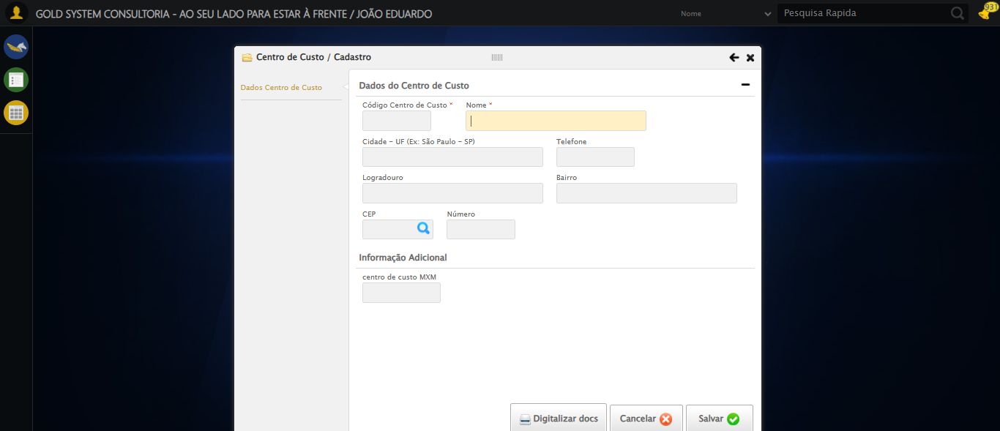 GOLD SYSTEM CONSULTORIA - AO SEU LADO PARA ESTAR À FRENTE / JOÃO EDUARDO
Nome
Pesquisa Rapida
931
Centro de Custo / Cadastro
Dados Centro de Custo
Dados do Centro de Custo
Código Centro de Custo * Nome *
Cidade - UF (Ex: São Paulo - SP) Telefone
Logradouro Bairro
CEP Número
Informação Adicional
centro de custo MXM
Digitalizar docs Cancelar Salvar